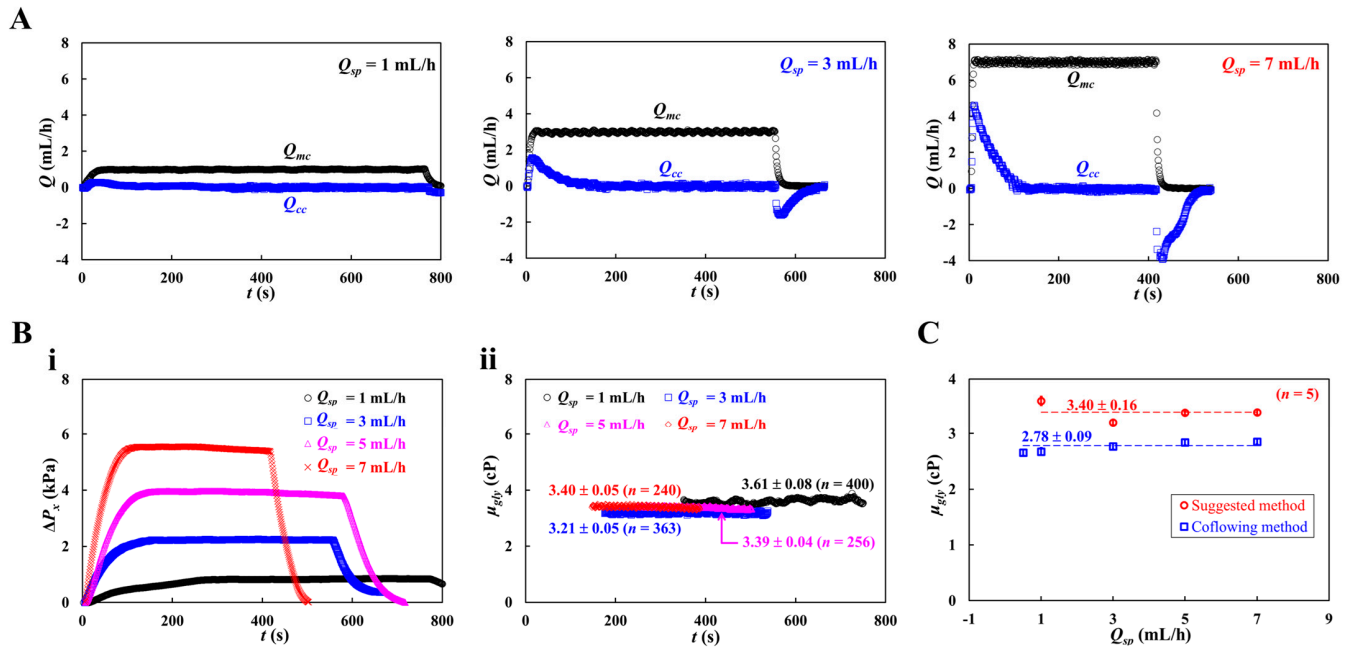 A
Q_sp = 1 mL/h
Q_mc
Q_cc
Q (mL/h)
8
6
4
2
0
-2
-4
0
200
400
600
800
t (s)
Q_sp = 3 mL/h
Q_mc
Q_cc
Q (mL/h)
8
6
4
2
0
-2
-4
0
200
400
600
800
t (s)
Q_sp = 7 mL/h
Q_mc
Q_cc
Q (mL/h)
8
6
4
2
0
-2
-4
0
200
400
600
800
t (s)
B
i
Q_sp = 1 mL/h
Q_sp = 3 mL/h
Q_sp = 5 mL/h
Q_sp = 7 mL/h
ΔP_x (kPa)
8
6
4
2
0
0
200
400
600
800
t (s)
ii
Q_sp = 1 mL/h
Q_sp = 3 mL/h
Q_sp = 5 mL/h
Q_sp = 7 mL/h
3.40 ± 0.05 (n = 240)
3.61 ± 0.08 (n = 400)
3.21 ± 0.05 (n = 363)
3.39 ± 0.04 (n = 256)
μ_gly (cP)
8
6
4
2
0
0
200
400
600
800
t (s)
C
(n = 5)
3.40 ± 0.16
2.78 ± 0.09
Suggested method
Coflowing method
μ_gly (cP)
4
3
2
1
0
-1
1
3
5
7
9
Q_sp (mL/h)